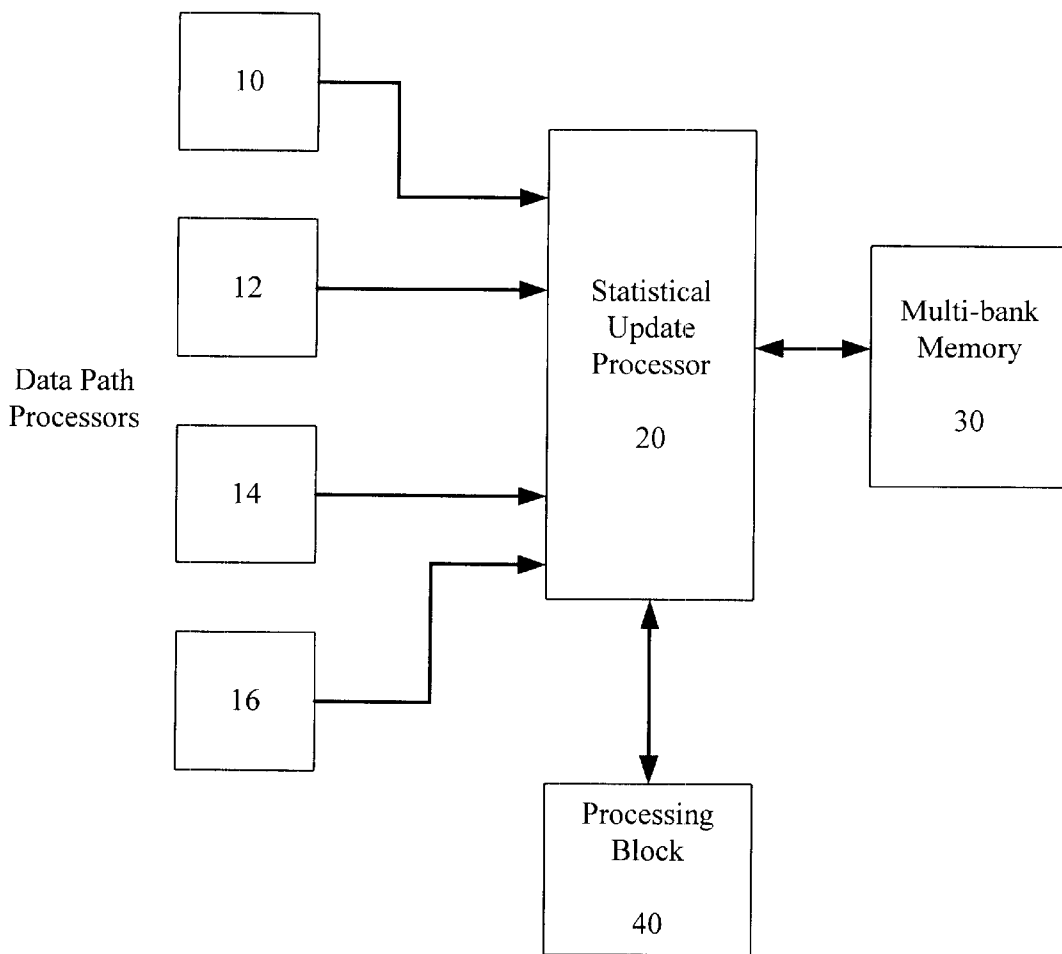 10
12
Data Path
Processors
14
16
Statistical
Update
Processor
20
Multi-bank
Memory
30
Processing
Block
40